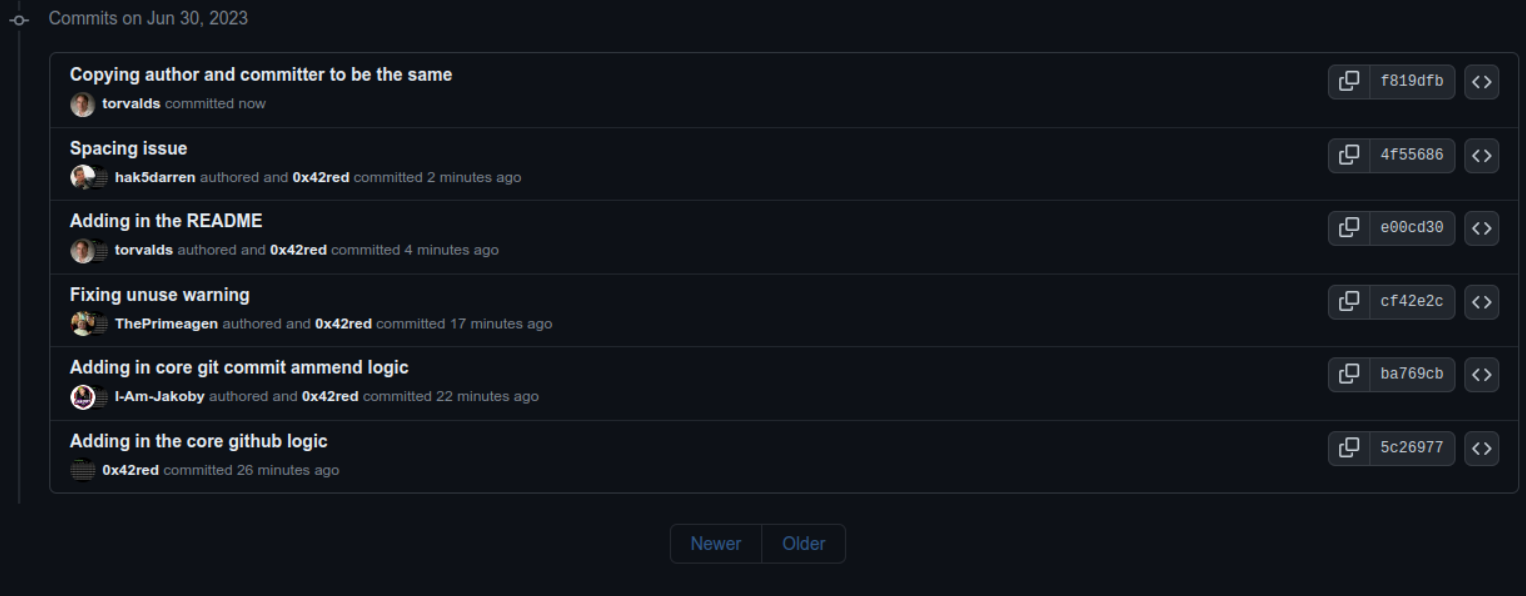 Commits on Jun 30, 2023
Copying author and committer to be the same
f819dfb
torvalds committed now
Spacing issue
4f55686
hak5darren authored and 0x42red committed 2 minutes ago
Adding in the README
e00cd30
torvalds authored and 0x42red committed 4 minutes ago
Fixing unuse warning
cf42e2c
ThePrimeagen authored and 0x42red committed 17 minutes ago
Adding in core git commit ammend logic
ba769cb
I-Am-Jakoby authored and 0x42red committed 22 minutes ago
Adding in the core github logic
5c26977
0x42red committed 26 minutes ago
Newer Older